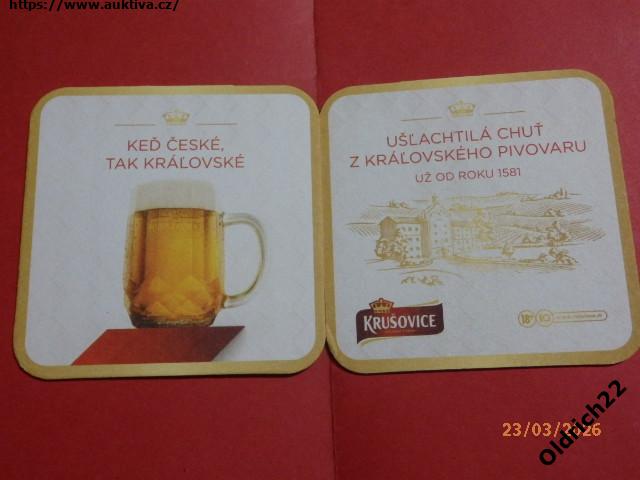 https://www.auktiva.cz/
KEĎ ČESKÉ,
TAK KRÁĽOVSKÉ
UŠĽACHTILÁ CHUŤ
Z KRÁĽOVSKÉHO PIVOVARU
UŽ OD ROKU 1581
KRUŠOVICE
18+
23/03/2026
Oldrich22